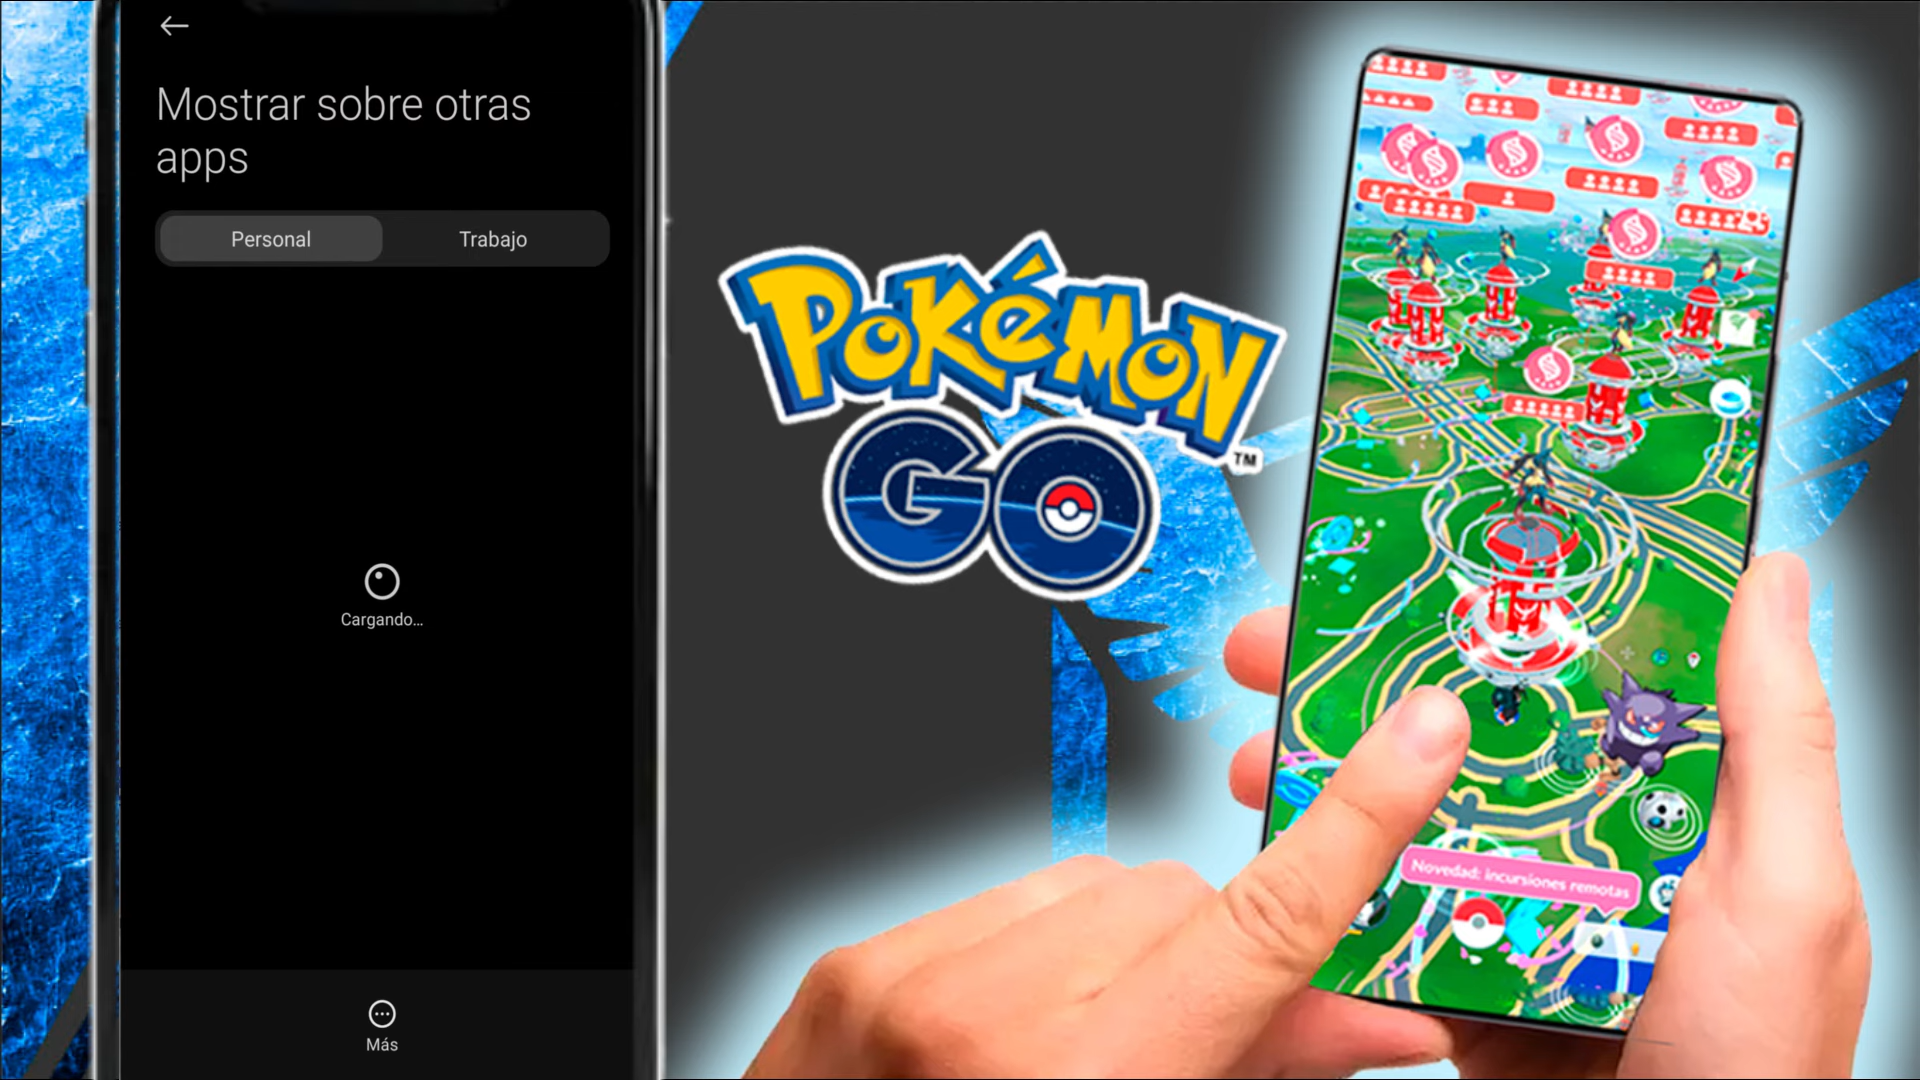 Mostrar sobre otras
apps
Personal
Trabajo
Cargando...
Más
POKÉMON
GO
TM
Novedad: incursiones remotas